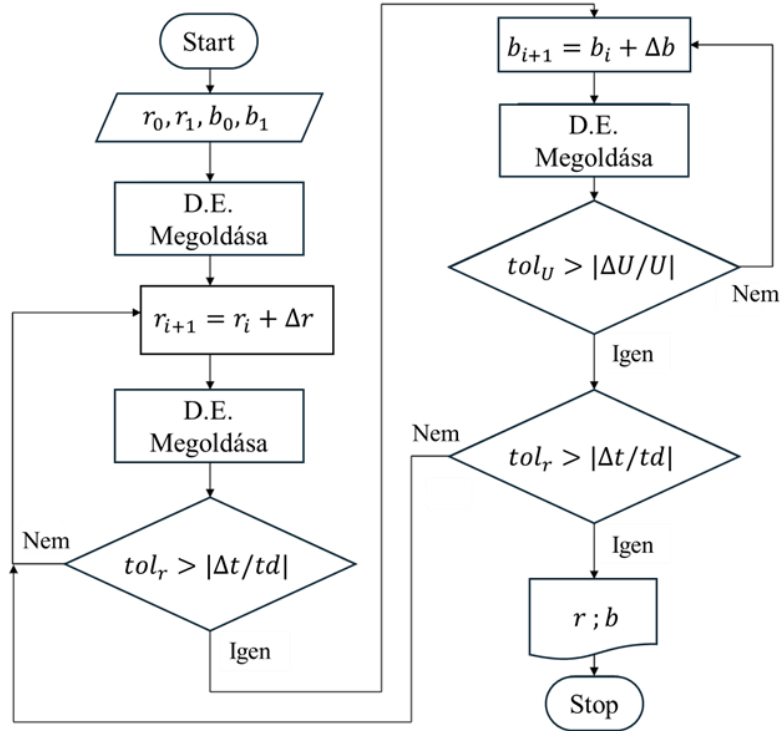 Start
r₀, r₁, b₀, b₁
D.E.
Megoldása
rᵢ₊₁ = rᵢ + Δr
D.E.
Megoldása
Nem
tolᵣ > |Δt/td|
Igen
bᵢ₊₁ = bᵢ + Δb
D.E.
Megoldása
tol_U > |ΔU/U|
Nem
Igen
Nem
tolᵣ > |Δt/td|
Igen
r ; b
Stop